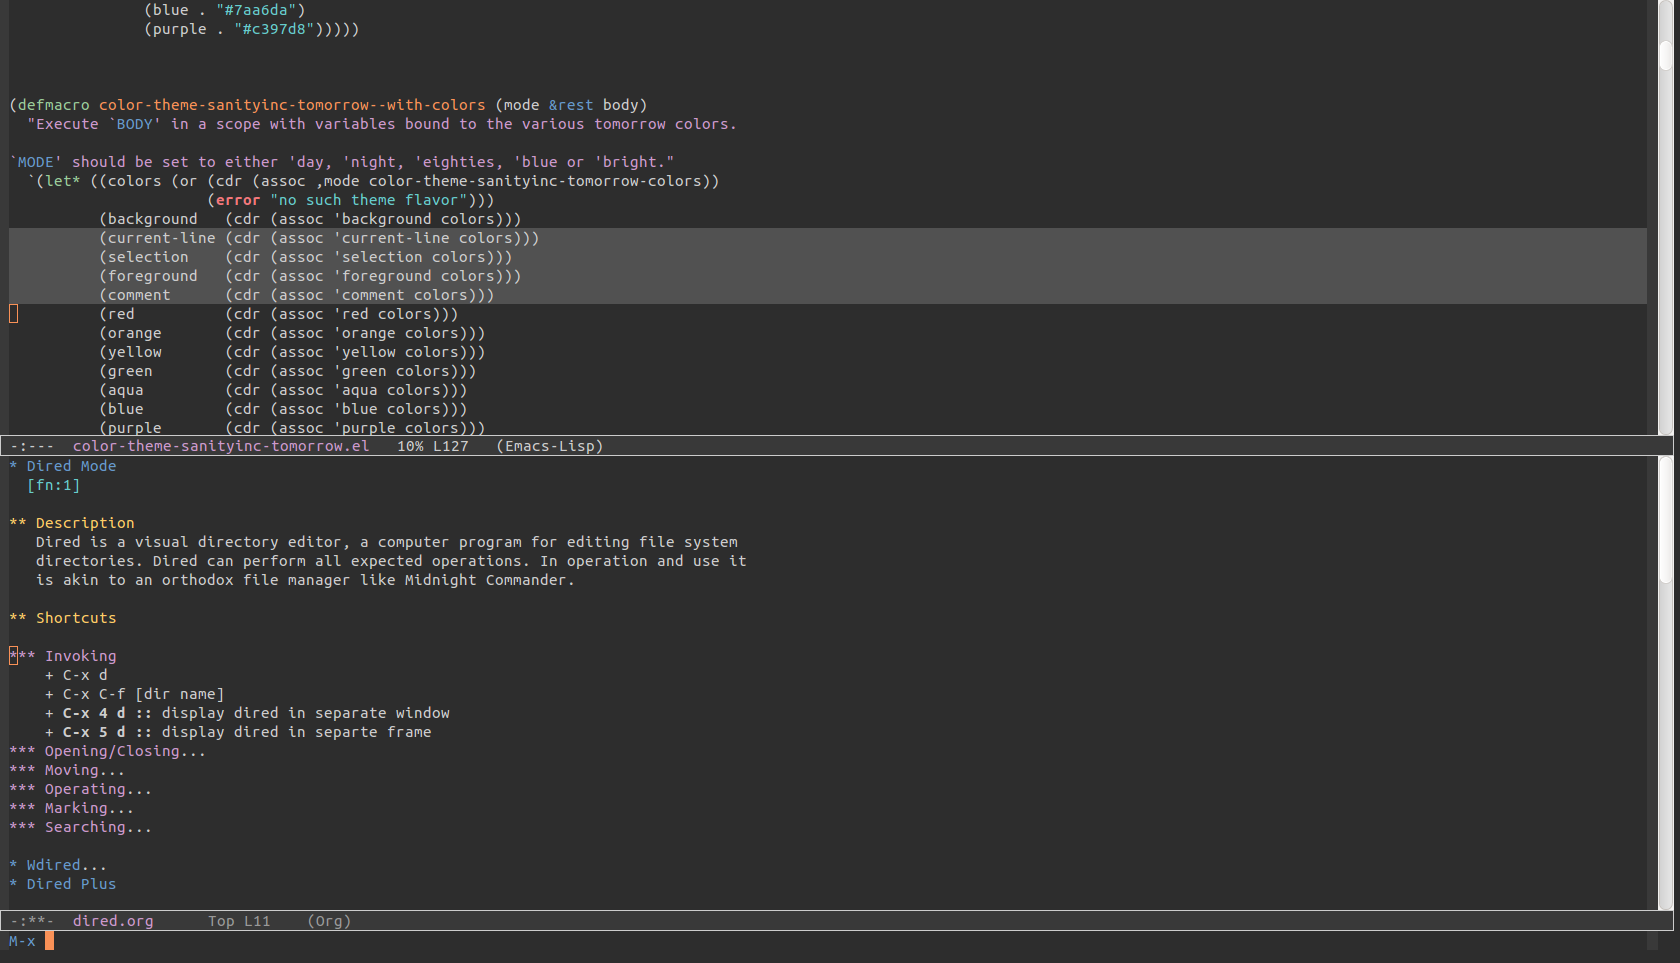 (blue . "#7aa6da")
               (purple . "#c397d8")))))
(defmacro color-theme-sanityinc-tomorrow--with-colors (mode &rest body)
  "Execute `BODY' in a scope with variables bound to the various tomorrow colors.
`MODE' should be set to either 'day, 'night, 'eighties, 'blue or 'bright."
  `(let* ((colors (or (cdr (assoc ,mode color-theme-sanityinc-tomorrow-colors))
                      (error "no such theme flavor")))
          (background   (cdr (assoc 'background colors)))
          (current-line (cdr (assoc 'current-line colors)))
          (selection    (cdr (assoc 'selection colors)))
          (foreground   (cdr (assoc 'foreground colors)))
          (comment      (cdr (assoc 'comment colors)))
          (red          (cdr (assoc 'red colors)))
          (orange       (cdr (assoc 'orange colors)))
          (yellow       (cdr (assoc 'yellow colors)))
          (green        (cdr (assoc 'green colors)))
          (aqua         (cdr (assoc 'aqua colors)))
          (blue         (cdr (assoc 'blue colors)))
          (purple       (cdr (assoc 'purple colors)))
-:---  color-theme-sanityinc-tomorrow.el   10% L127   (Emacs-Lisp)
* Dired Mode
  [fn:1]
** Description
   Dired is a visual directory editor, a computer program for editing file system
   directories. Dired can perform all expected operations. In operation and use it
   is akin to an orthodox file manager like Midnight Commander.
** Shortcuts
*** Invoking
    + C-x d
    + C-x C-f [dir name]
    + C-x 4 d :: display dired in separate window
    + C-x 5 d :: display dired in separte frame
*** Opening/Closing...
*** Moving...
*** Operating...
*** Marking...
*** Searching...
* Wdired...
* Dired Plus
-:**-  dired.org      Top L11    (Org)
M-x